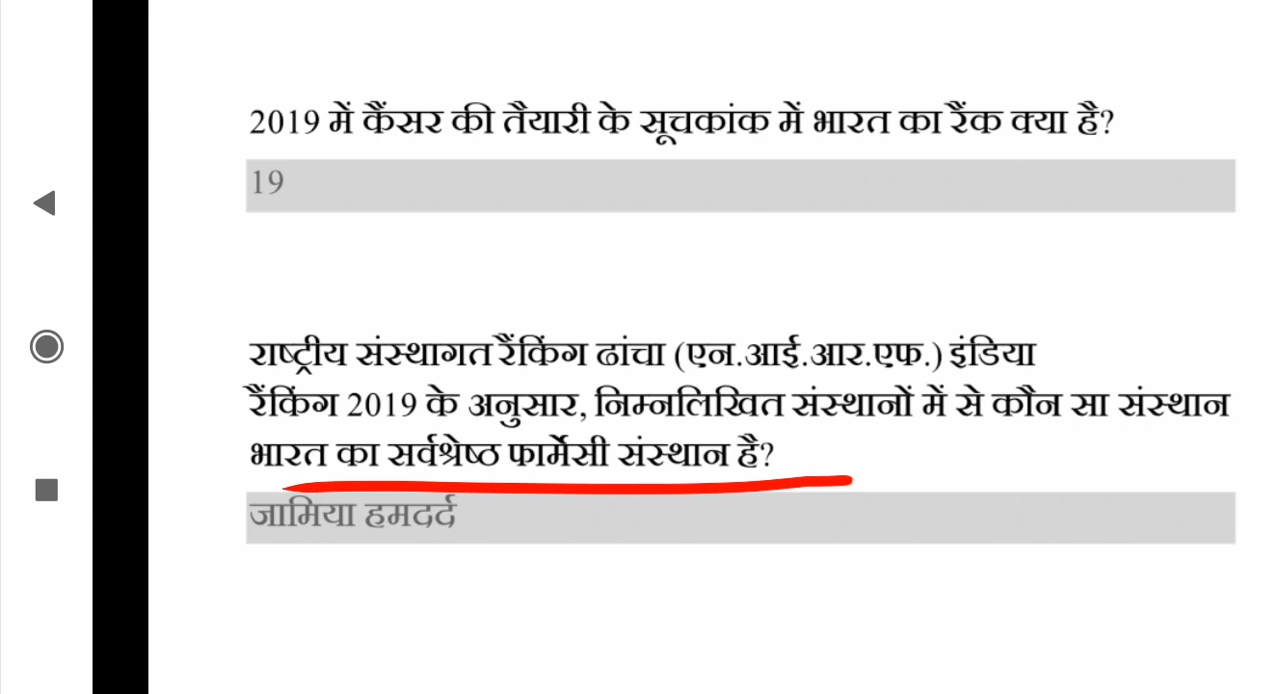 2019 में कैंसर की तैयारी के सूचकांक में भारत का रैंक क्या है?
19
राष्ट्रीय संस्थागत रैंकिंग ढांचा (एन.आई.आर.एफ.) इंडिया
रैंकिंग 2019 के अनुसार, निम्नलिखित संस्थानों में से कौन सा संस्थान
भारत का सर्वश्रेष्ठ फार्मेसी संस्थान है?
जामिया हमदर्द